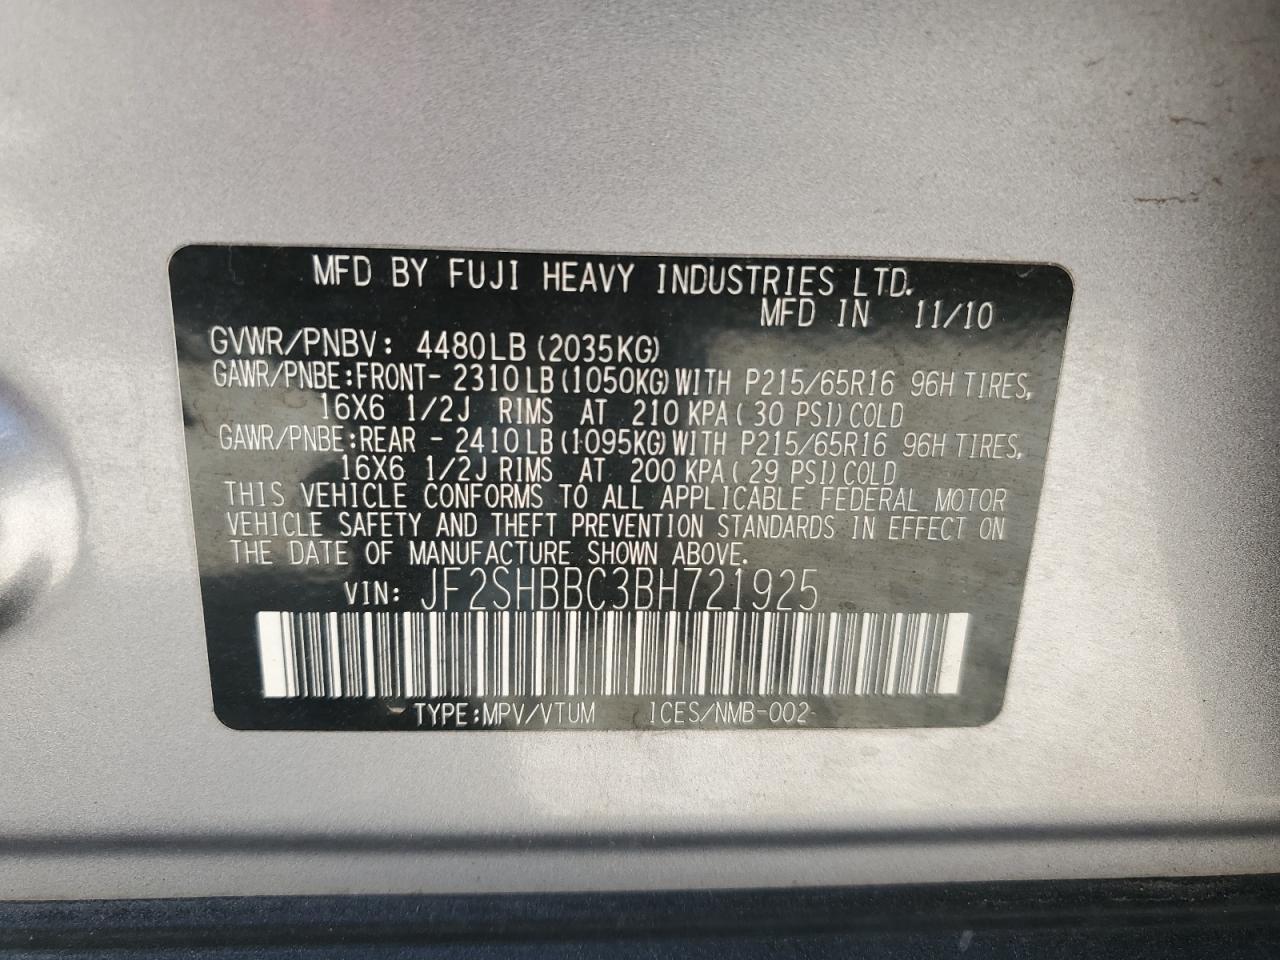 MFD BY FUJI HEAVY INDUSTRIES LTD.
MFD IN 11/10
GVWR/PNBV: 4480LB (2035KG)
GAWR/PNBE:FRONT- 2310LB(1050KG)WITH P215/65R16 96H TIRES,
16X6 1/2J RIMS AT 210 KPA( 30 PSI)COLD
GAWR/PNBE:REAR - 2410LB(1095KG)WITH P215/65R16 96H TIRES,
16X6 1/2J RIMS AT 200 KPA( 29 PSI)COLD
THIS VEHICLE CONFORMS TO ALL APPLICABLE FEDERAL MOTOR
VEHICLE SAFETY AND THEFT PREVENTION STANDARDS IN EFFECT ON
THE DATE OF MANUFACTURE SHOWN ABOVE.
VIN: JF2SHBBC3BH721925
TYPE:MPV/VTUM ICES/NMB-002